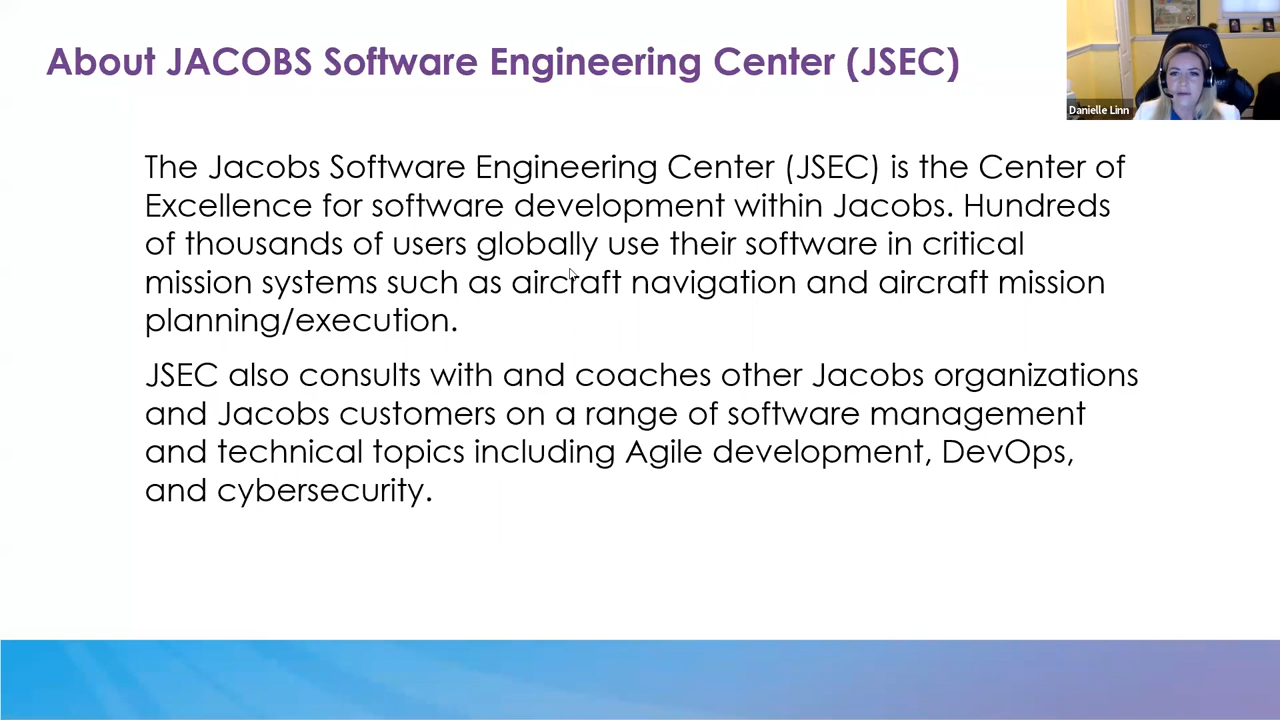 About JACOBS Software Engineering Center (JSEC)
Danielle Linn
The Jacobs Software Engineering Center (JSEC) is the Center of
Excellence for software development within Jacobs. Hundreds
of thousands of users globally use their software in critical
mission systems such as aircraft navigation and aircraft mission
planning/execution.
JSEC also consults with and coaches other Jacobs organizations
and Jacobs customers on a range of software management
and technical topics including Agile development, DevOps,
and cybersecurity.